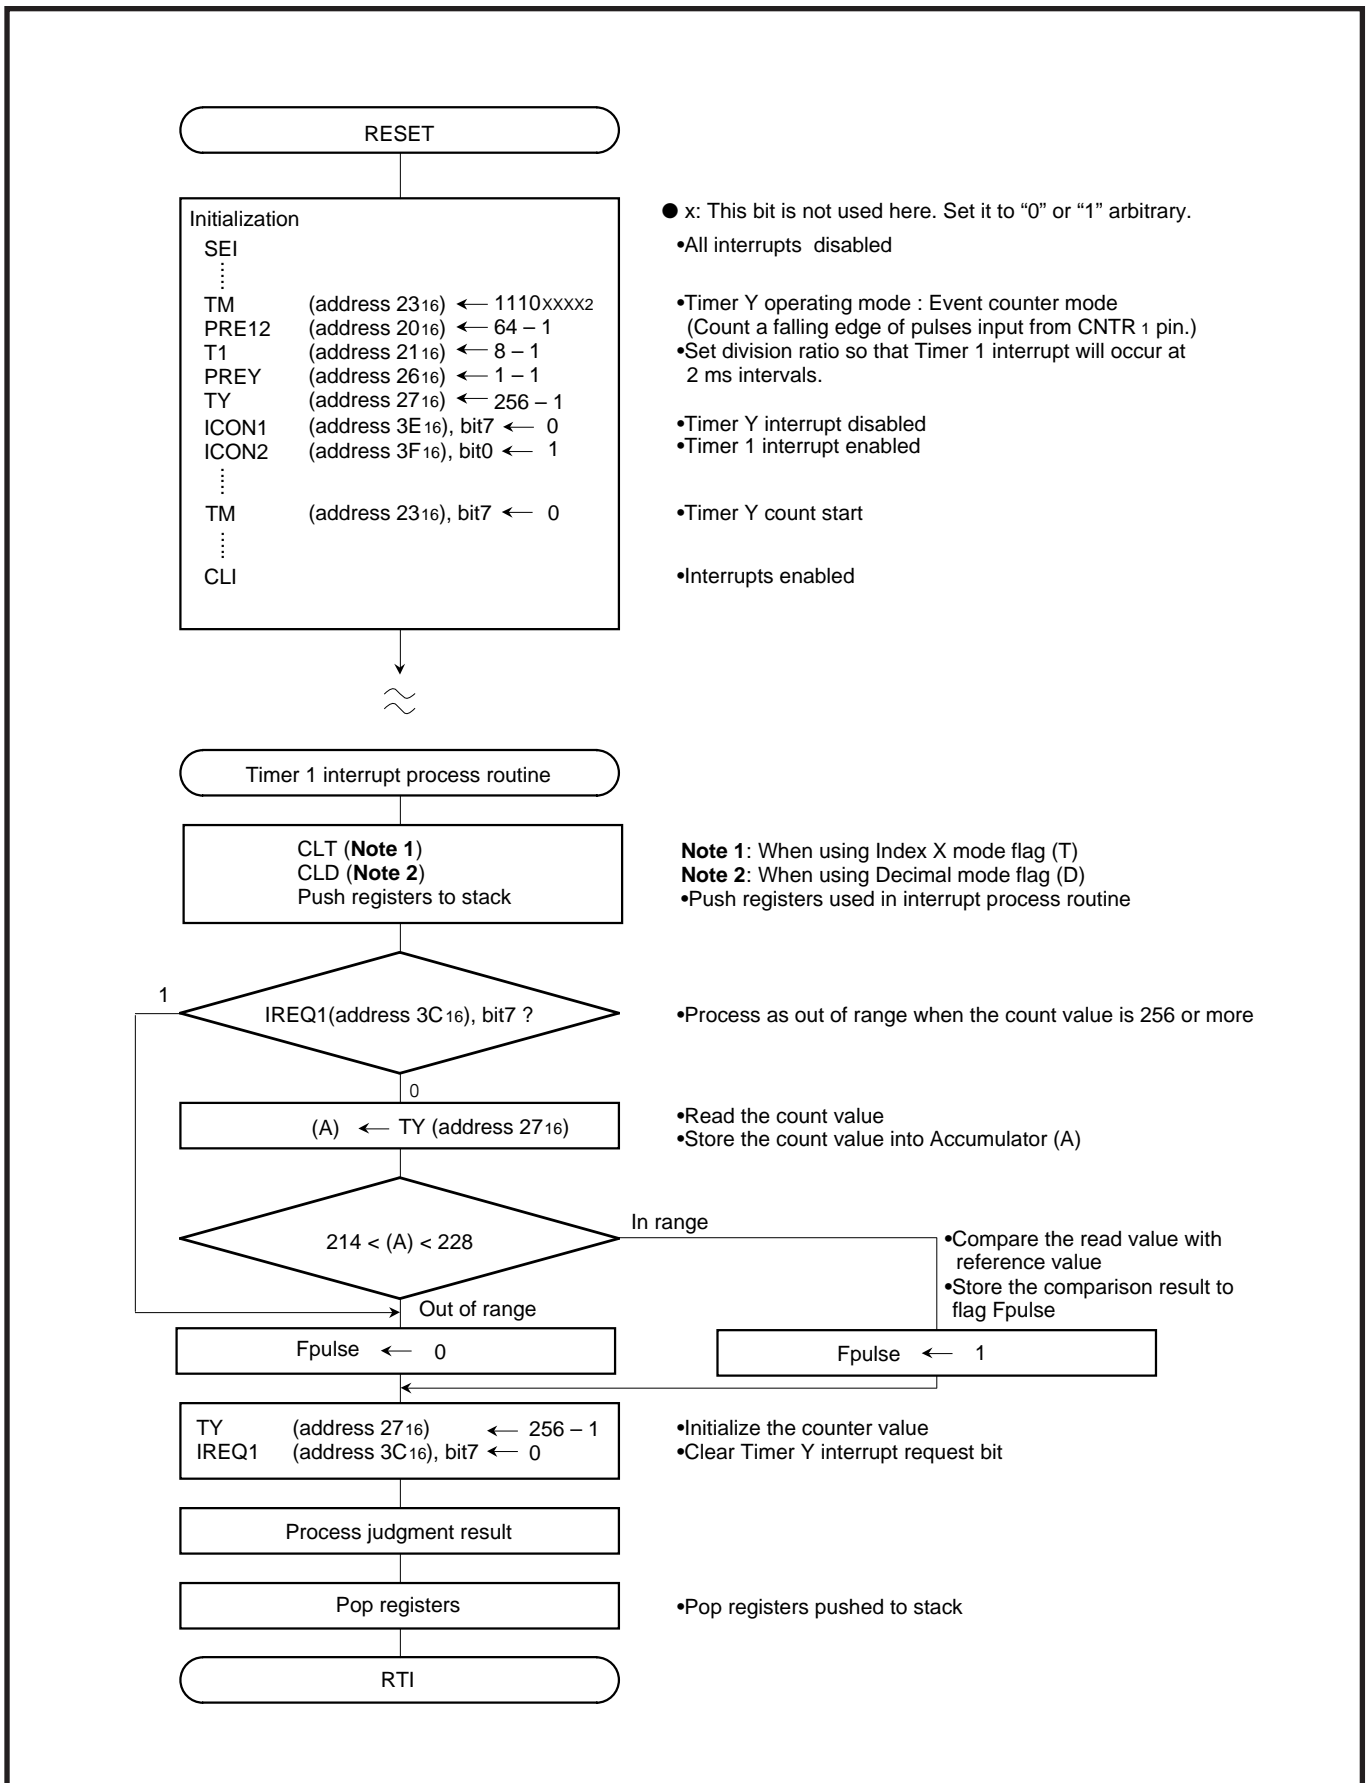 RESET
Initialization
● x: This bit is not used here. Set it to “0” or “1” arbitrary.
SEI
•All interrupts disabled
TM (address 2316) ← 1110XXXX2
•Timer Y operating mode : Event counter mode
PRE12 (address 2016) ← 64 – 1
(Count a falling edge of pulses input from CNTR 1 pin.)
T1 (address 2116) ← 8 – 1
•Set division ratio so that Timer 1 interrupt will occur at
PREY (address 2616) ← 1 – 1
2 ms intervals.
TY (address 2716) ← 256 – 1
ICON1 (address 3E16), bit7 ← 0
•Timer Y interrupt disabled
ICON2 (address 3F16), bit0 ← 1
•Timer 1 interrupt enabled
TM (address 2316), bit7 ← 0
•Timer Y count start
CLI
•Interrupts enabled
Timer 1 interrupt process routine
CLT (Note 1)
Note 1: When using Index X mode flag (T)
CLD (Note 2)
Note 2: When using Decimal mode flag (D)
Push registers to stack
•Push registers used in interrupt process routine
1
IREQ1(address 3C16), bit7 ?
•Process as out of range when the count value is 256 or more
0
(A) ← TY (address 2716)
•Read the count value
•Store the count value into Accumulator (A)
In range
214 < (A) < 228
•Compare the read value with
reference value
•Store the comparison result to
flag Fpulse
Out of range
Fpulse ← 0
Fpulse ← 1
TY (address 2716) ← 256 – 1
•Initialize the counter value
IREQ1 (address 3C16), bit7 ← 0
•Clear Timer Y interrupt request bit
Process judgment result
Pop registers
•Pop registers pushed to stack
RTI